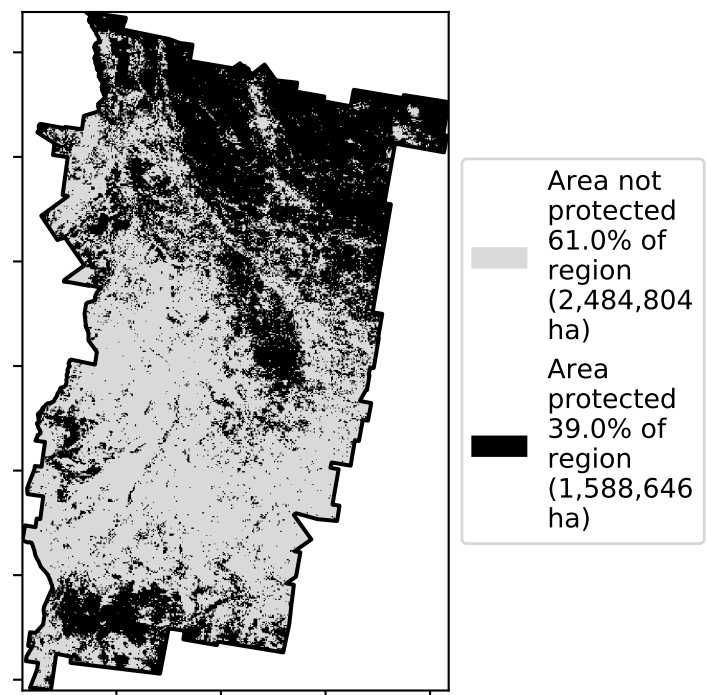 Area not
protected
61.0% of
region
(2,484,804
ha)
Area
protected
39.0% of
region
(1,588,646
ha)